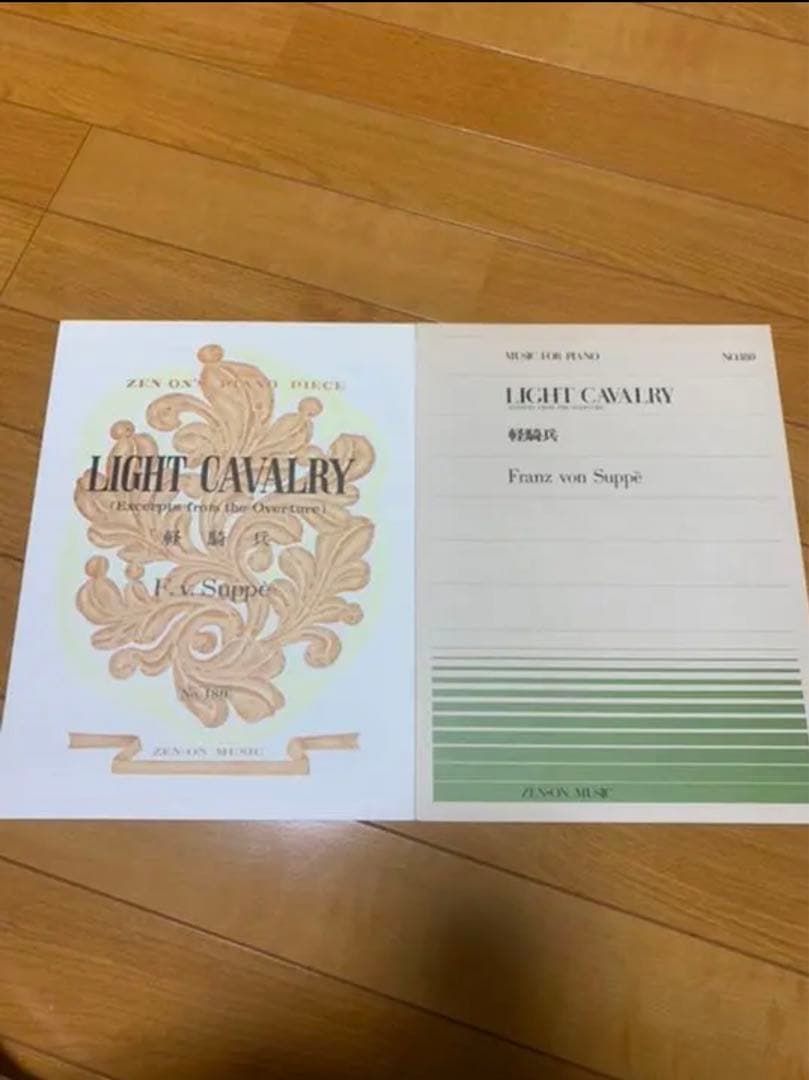 ZEN-ON'S PIANO PIECE
LIGHT CAVALRY
(Excerpts from the Overture)
軽騎兵
F. v. Suppè
No. 180
ZEN-ON MUSIC
MUSIC FOR PIANO
NO.180
LIGHT CAVALRY
軽騎兵
Franz von Suppè
ZEN-ON MUSIC